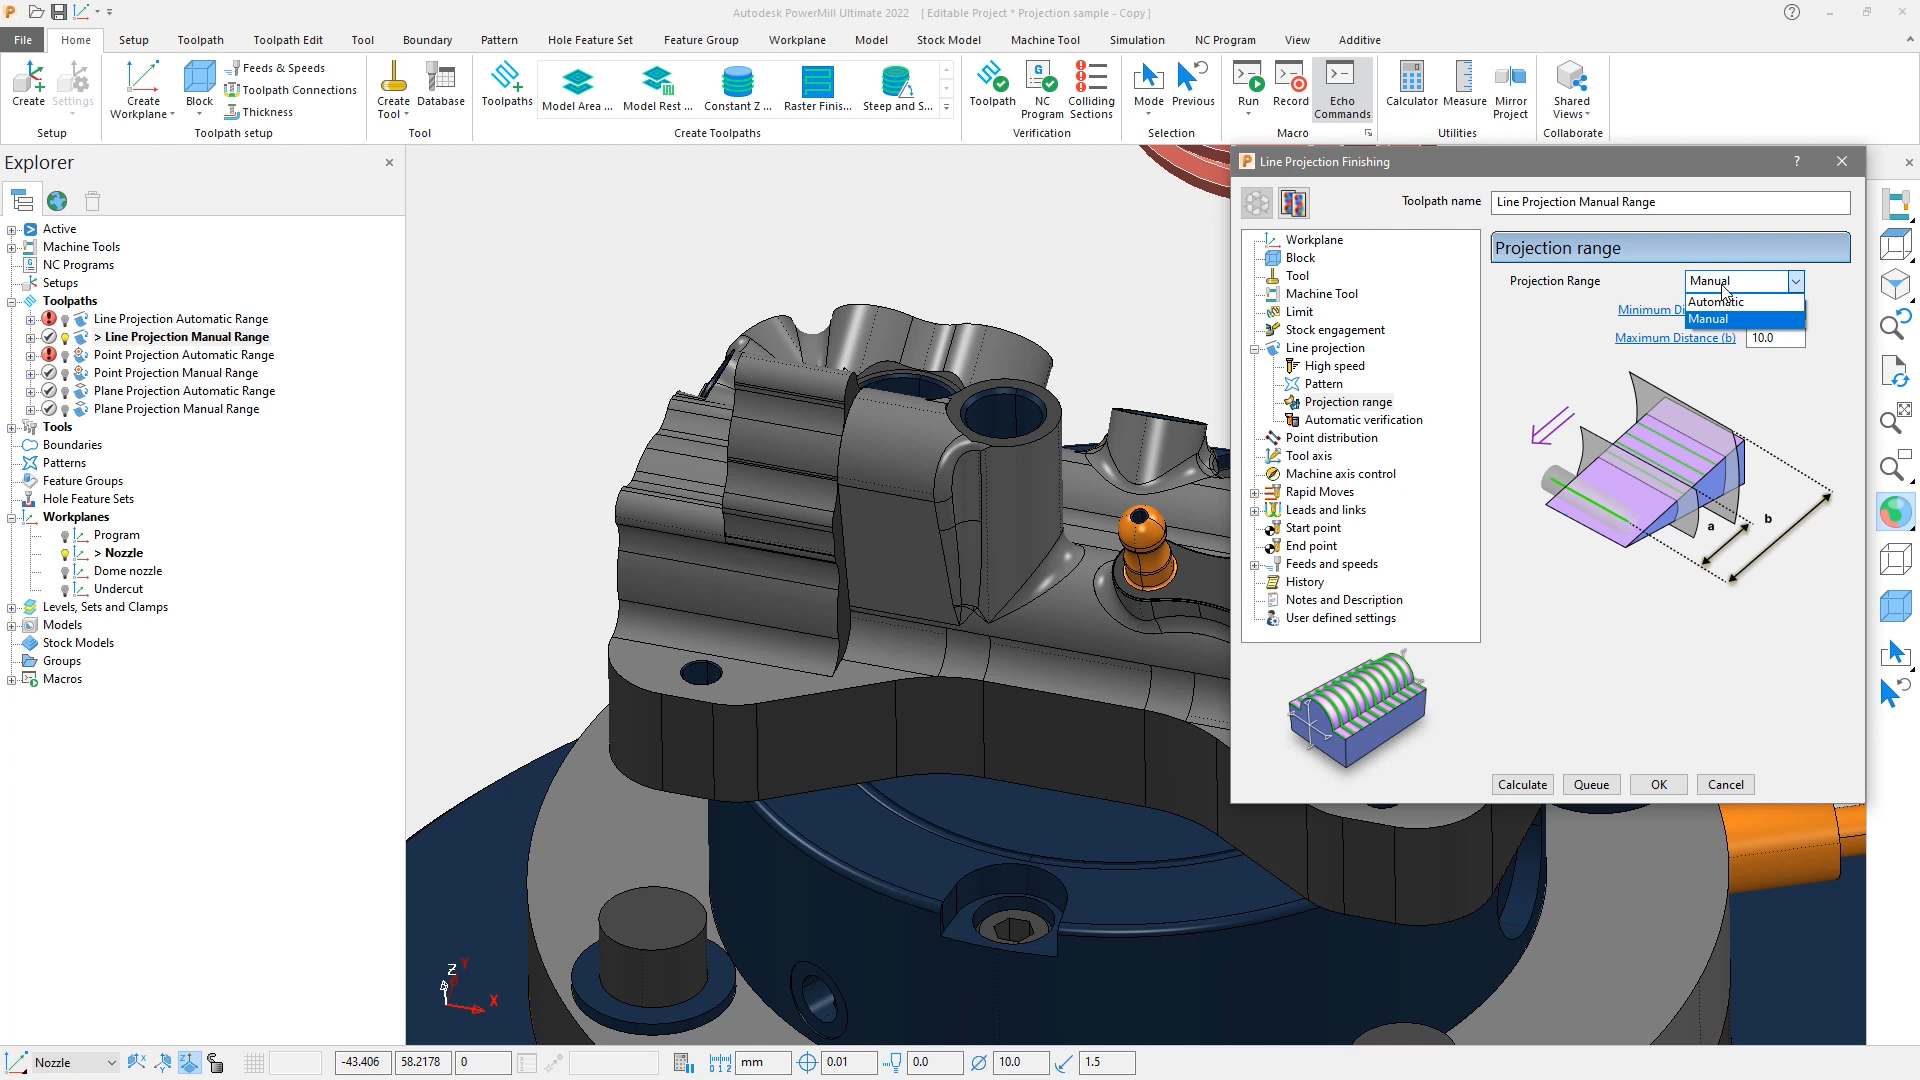 Autodesk PowerMill Ultimate 2022 [ Editable Project * Projection sample - Copy ]
File Home Setup Toolpath Toolpath Edit Tool Boundary Pattern Hole Feature Set Feature Group Workplane Model Stock Model Machine Tool Simulation NC Program View Additive
Create
Settings
Setup
Create Workplane
Block
Feeds & Speeds
Toolpath Connections
Thickness
Toolpath setup
Create Tool
Database
Tool
Toolpaths
Model Area ...
Model Rest ...
Constant Z ...
Raster Finis...
Steep and S...
Create Toolpaths
Toolpath
NC Program
Colliding Sections
Verification
Mode
Previous
Selection
Run
Record
Echo Commands
Macro
Calculator
Measure
Mirror Project
Utilities
Shared Views
Collaborate
Explorer
Active
Machine Tools
NC Programs
Setups
Toolpaths
Line Projection Automatic Range
> Line Projection Manual Range
Point Projection Automatic Range
Point Projection Manual Range
Plane Projection Automatic Range
Plane Projection Manual Range
Tools
Boundaries
Patterns
Feature Groups
Hole Feature Sets
Workplanes
Program
> Nozzle
Dome nozzle
Undercut
Levels, Sets and Clamps
Models
Stock Models
Groups
Macros
Z Y
X
Line Projection Finishing
?
Toolpath name Line Projection Manual Range
Workplane
Block
Tool
Machine Tool
Limit
Stock engagement
Line projection
High speed
Pattern
Projection range
Automatic verification
Point distribution
Tool axis
Machine axis control
Rapid Moves
Leads and links
Start point
End point
Feeds and speeds
History
Notes and Description
User defined settings
Projection range
Projection Range Manual
Automatic
Manual
Minimum Di
Maximum Distance (b) 10.0
a
b
Calculate Queue OK Cancel
Nozzle -43.406 58.2178 0 mm 0.01 0.0 10.0 1.5